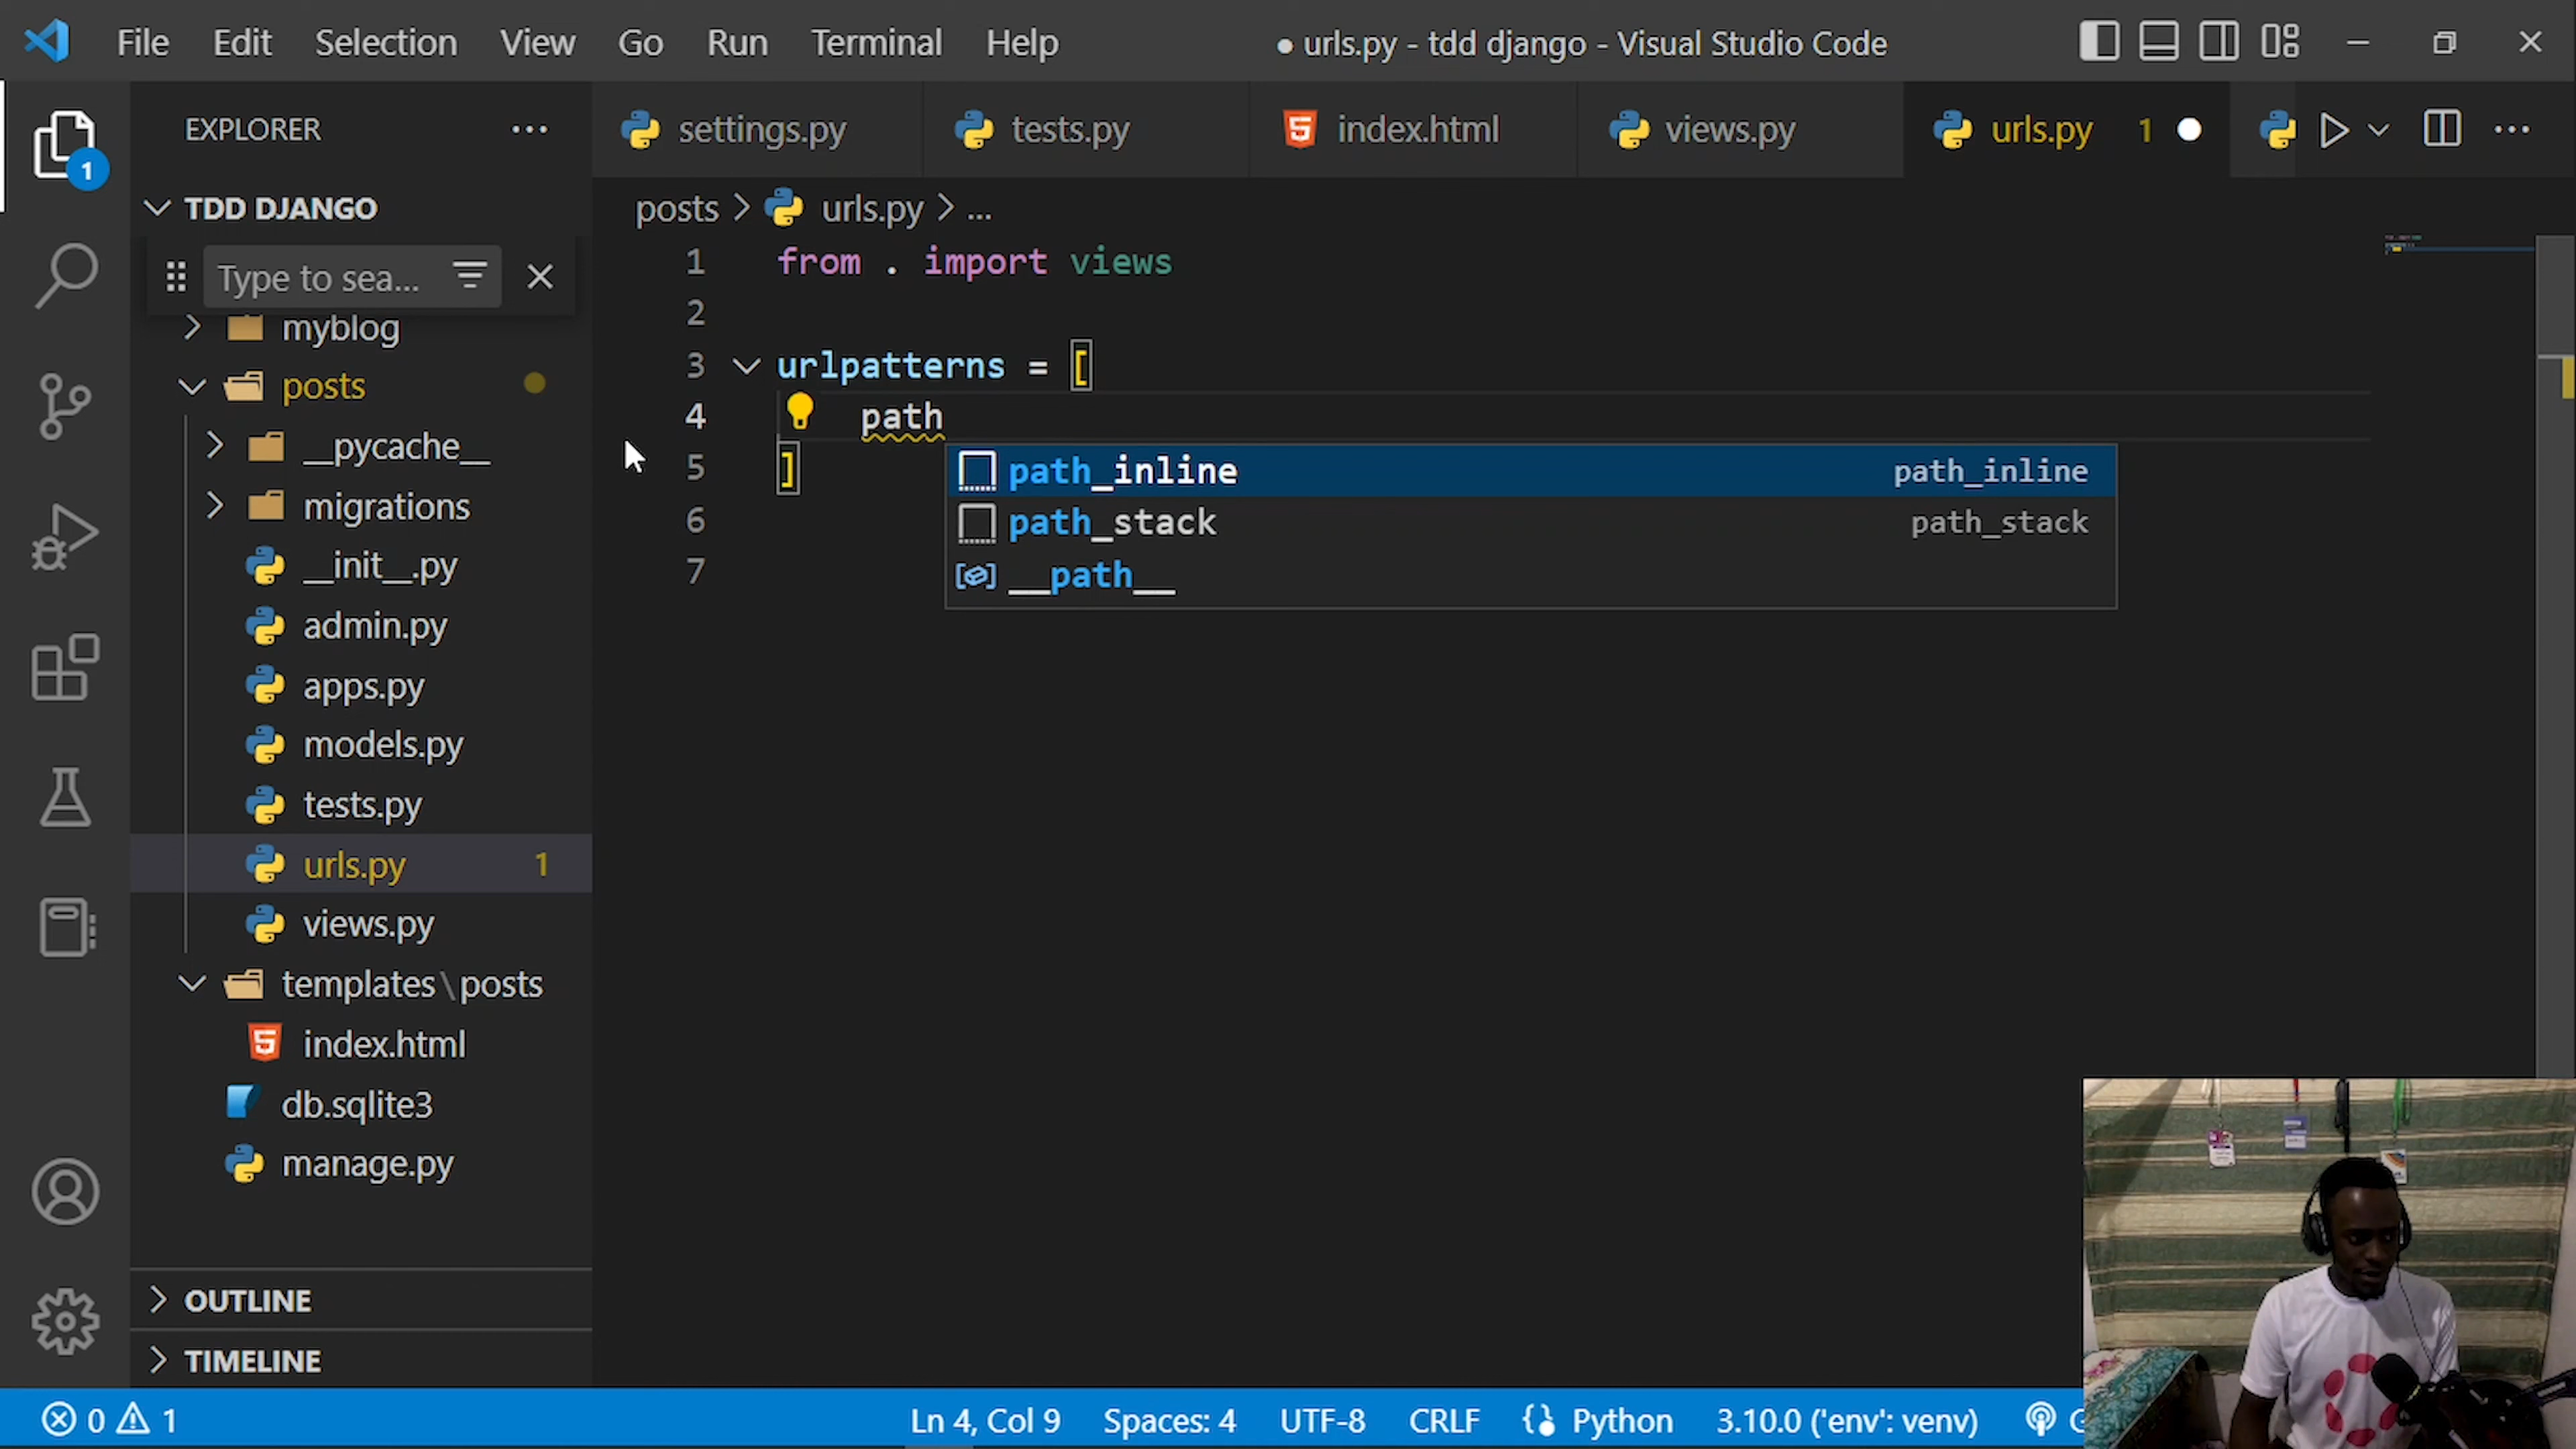 File Edit Selection View Go Run Terminal Help
● urls.py - tdd django - Visual Studio Code
EXPLORER ...
settings.py
tests.py
index.html
views.py
urls.py 1
1
TDD DJANGO
Type to sea...
myblog
posts
__pycache__
migrations
__init__.py
admin.py
apps.py
models.py
tests.py
urls.py 1
views.py
templates\posts
index.html
db.sqlite3
manage.py
OUTLINE
TIMELINE
posts > urls.py > ...
1 from . import views
2
3 urlpatterns = [
4 path
5 ]
6
7
path_inline path_inline
path_stack path_stack
__path__
0 1
Ln 4, Col 9 Spaces: 4 UTF-8 CRLF Python 3.10.0 ('env': venv)